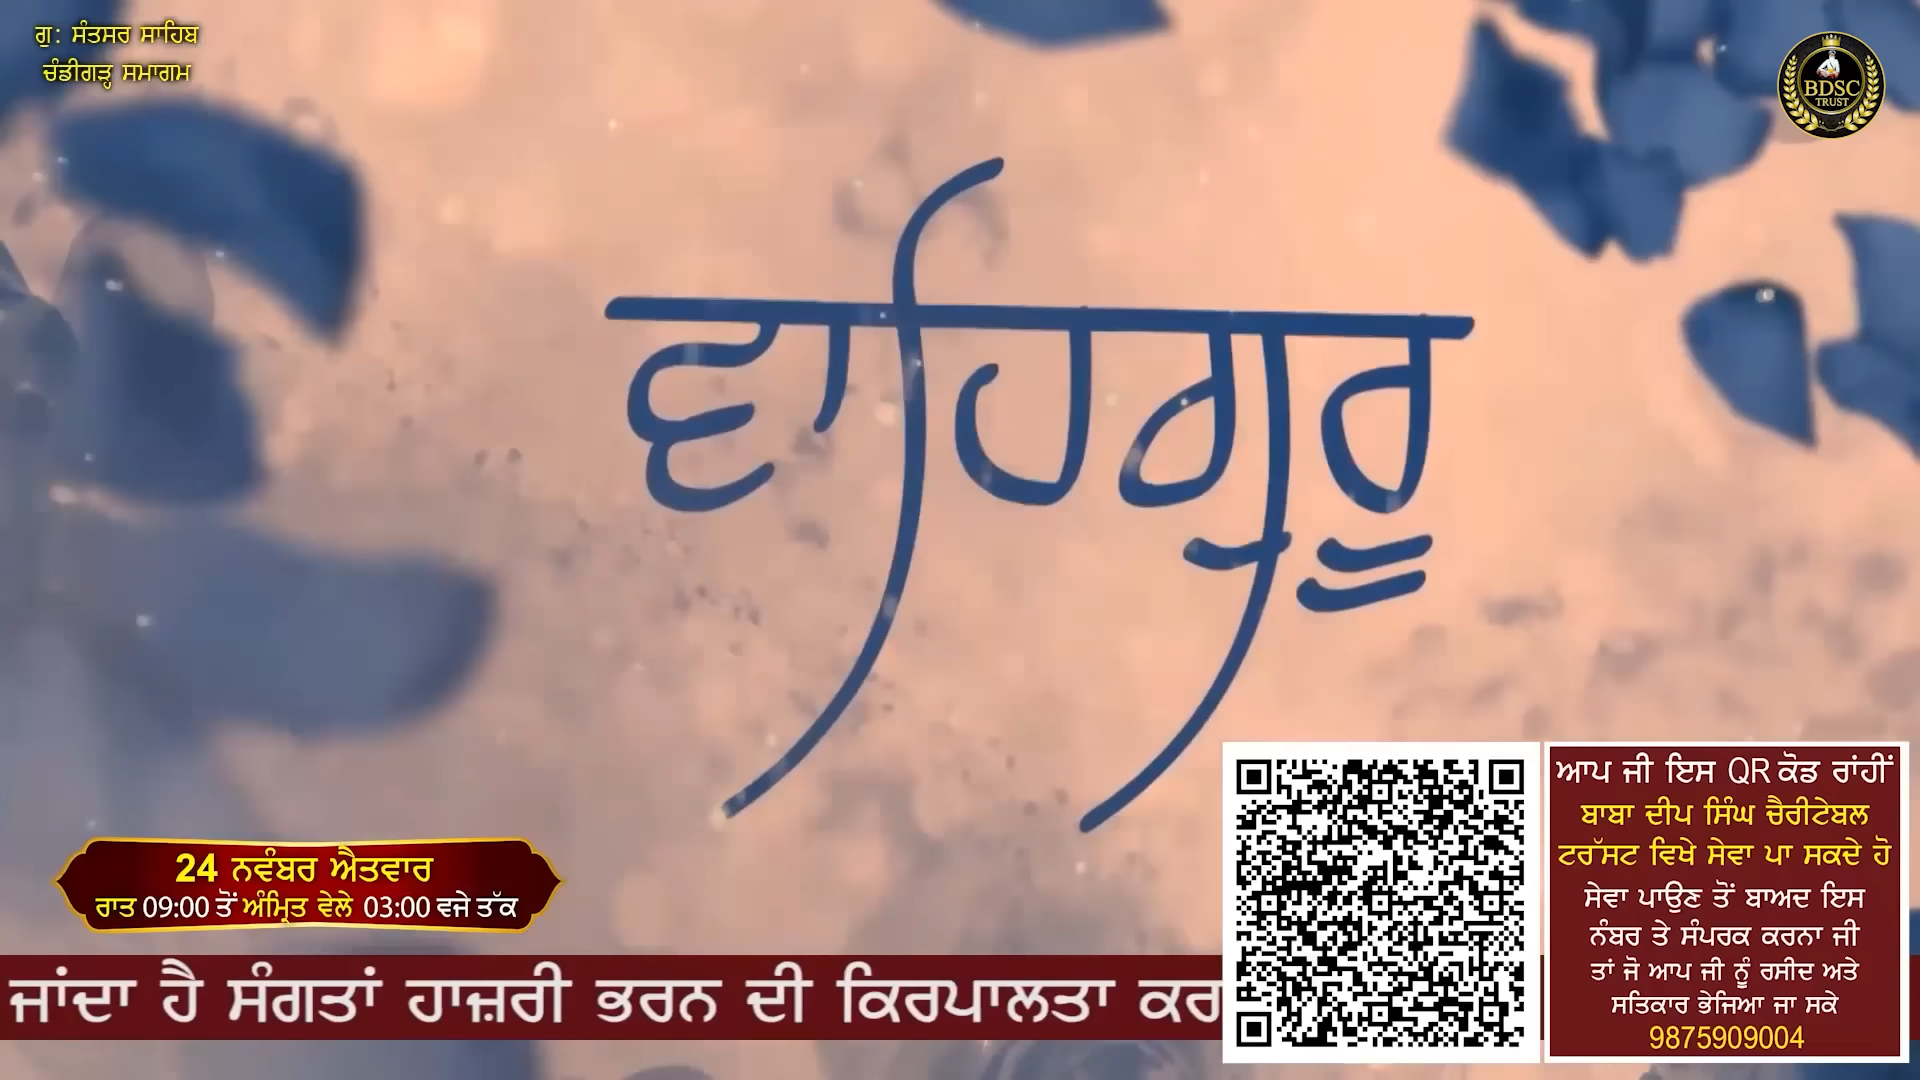 ਗੁ: ਸੰਤਸਰ ਸਾਹਿਬ
ਚੰਡੀਗੜ੍ਹ ਸਮਾਗਮ
BDSC
TRUST
ਵਾਹਿਗੁਰੂ
24 ਨਵੰਬਰ ਐਤਵਾਰ
ਰਾਤ 09:00 ਤੋਂ ਅੰਮ੍ਰਿਤ ਵੇਲੇ 03:00 ਵਜੇ ਤੱਕ
ਜਾਂਦਾ ਹੈ ਸੰਗਤਾਂ ਹਾਜ਼ਰੀ ਭਰਨ ਦੀ ਕਿਰਪਾਲਤਾ ਕਰ
ਆਪ ਜੀ ਇਸ QR ਕੋਡ ਰਾਂਹੀਂ
ਬਾਬਾ ਦੀਪ ਸਿੰਘ ਚੈਰੀਟੇਬਲ
ਟਰੱਸਟ ਵਿਖੇ ਸੇਵਾ ਪਾ ਸਕਦੇ ਹੋ
ਸੇਵਾ ਪਾਉਣ ਤੋਂ ਬਾਅਦ ਇਸ
ਨੰਬਰ ਤੇ ਸੰਪਰਕ ਕਰਨਾ ਜੀ
ਤਾਂ ਜੋ ਆਪ ਜੀ ਨੂੰ ਰਸੀਦ ਅਤੇ
ਸਤਿਕਾਰ ਭੇਜਿਆ ਜਾ ਸਕੇ
9875909004